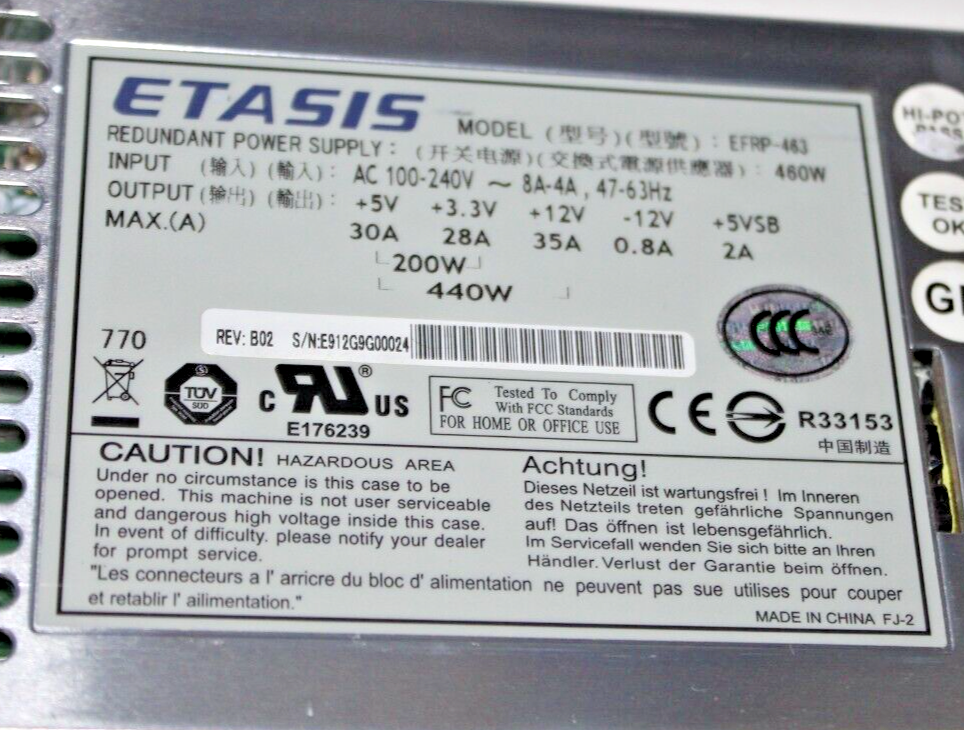 ETASIS
MODEL (型号)(型號) : EFRP-463
REDUNDANT POWER SUPPLY : (开关电源)(交換式電源供應器) : 460W
INPUT (输入) (輸入) : AC 100-240V ~ 8A-4A, 47-63Hz
OUTPUT (输出) (輸出) : +5V +3.3V +12V -12V +5VSB
MAX.(A) 30A 28A 35A 0.8A 2A
200W
440W
REV: B02 S/N:E912G9G00024
770
TÜV
SÜD
C RU® US
E176239
FC Tested To Comply
With FCC Standards
FOR HOME OR OFFICE USE
CCC
CE
R33153
中国制造
CAUTION! HAZARDOUS AREA
Under no circumstance is this case to be
opened. This machine is not user serviceable
and dangerous high voltage inside this case.
In event of difficulty. please notify your dealer
for prompt service.
Achtung!
Dieses Netzeil ist wartungsfrei ! Im Inneren
des Netzteils treten gefährliche Spannungen
auf! Das öffnen ist lebensgefährlich.
Im Servicefall wenden Sie sich bitte an Ihren
Händler. Verlust der Garantie beim öffnen.
"Les connecteurs a l' arricre du bloc d' alimentation ne peuvent pas sue utilises pour couper
et retablir l' ailimentation."
MADE IN CHINA FJ-2
HI-POT
PASS
TES
OK